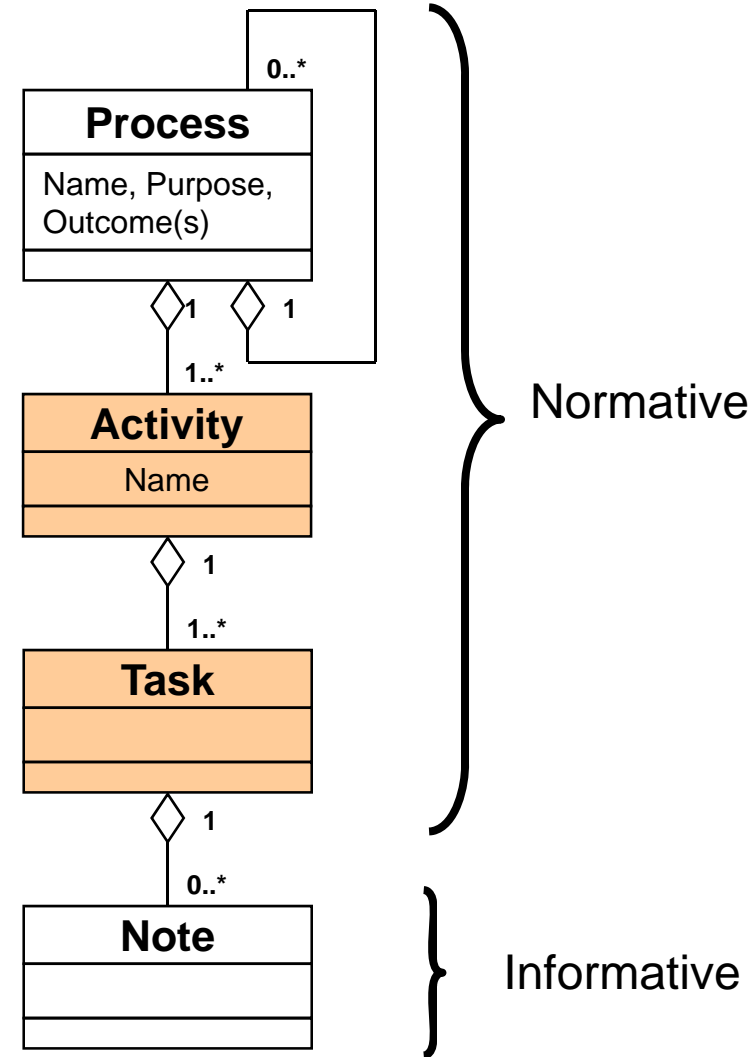 0..*
Process
Name, Purpose,
Outcome(s)
1
1
1..*
Activity
Name
1
1..*
Task
1
0..*
Note
Normative
Informative